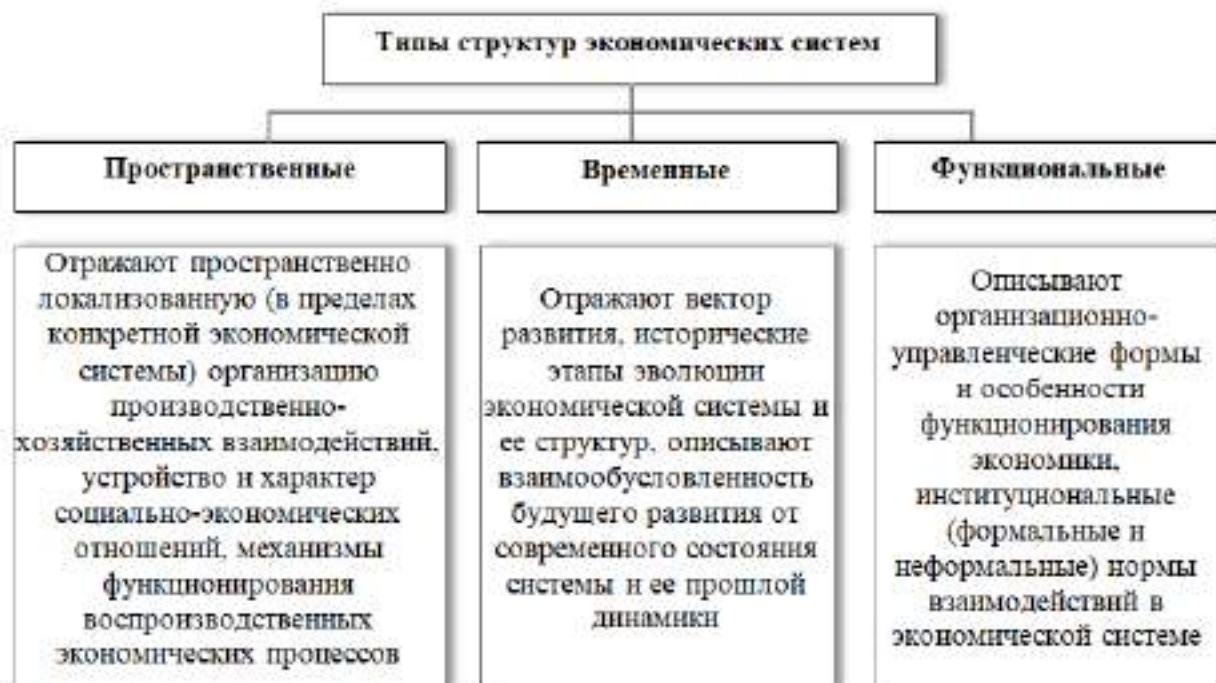 Типы структур экономических систем
Пространственные
Отражают пространственно
локализованную (в пределах
конкретной экономической
системы) организацию
производственно-
хозяйственных взаимодействий,
устройство и характер
социально-экономических
отношений, механизмы
функционирования
воспроизводственных
экономических процессов
Временные
Отражают вектор
развития, исторические
этапы эволюции
экономической системы и
ее структур, описывают
взаимообусловленность
будущего развития от
современного состояния
системы и ее прошлой
динамики
Функциональные
Описывают
организационно-
управленческие формы
и особенности
функционирования
экономики,
институциональные
(формальные и
неформальные) нормы
взаимодействий в
экономической системе